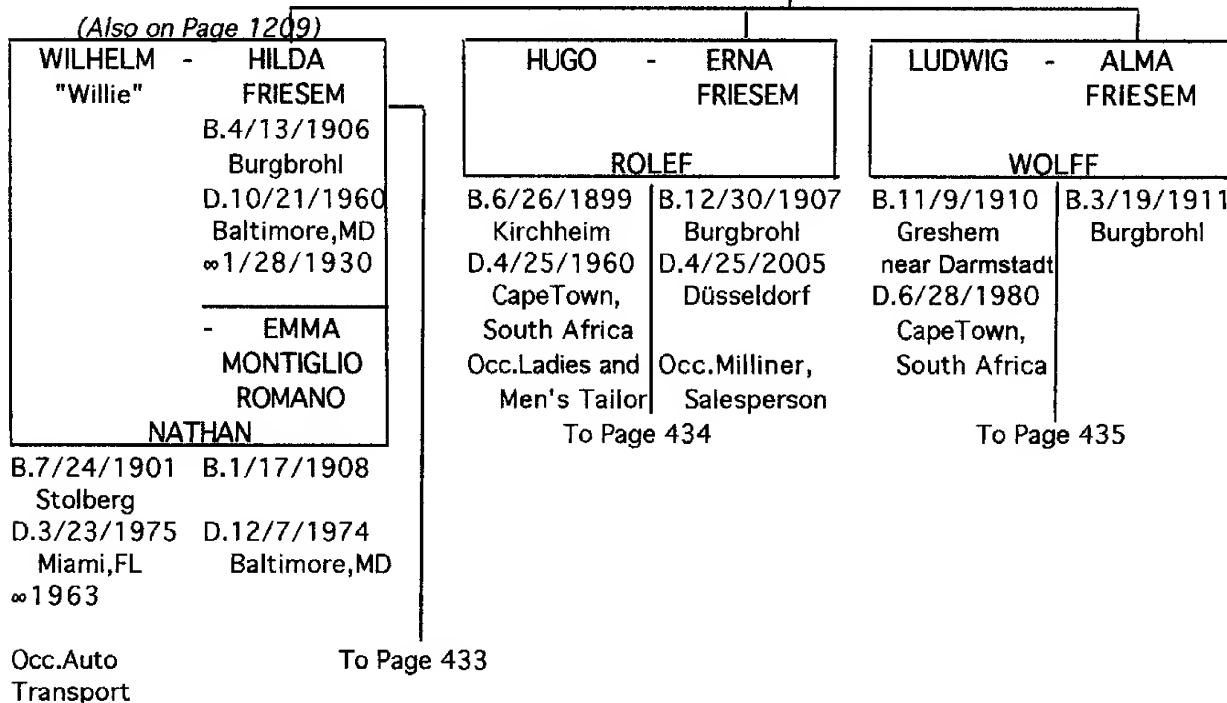 (Also on Page 1209)
WILHELM - HILDA
"Willie" FRIESEM
B.4/13/1906
Burgbrohl
D.10/21/1960
Baltimore,MD
∞1/28/1930
- EMMA
MONTIGLIO
ROMANO
NATHAN
B.7/24/1901 B.1/17/1908
Stolberg
D.3/23/1975 D.12/7/1974
Miami,FL Baltimore,MD
∞1963
Occ.Auto
Transport
To Page 433
HUGO - ERNA
FRIESEM
ROLEF
B.6/26/1899 B.12/30/1907
Kirchheim Burgbrohl
D.4/25/1960 D.4/25/2005
CapeTown, Düsseldorf
South Africa
Occ.Ladies and Occ.Milliner,
Men's Tailor Salesperson
To Page 434
LUDWIG - ALMA
FRIESEM
WOLFF
B.11/9/1910 B.3/19/1911
Greshem Burgbrohl
near Darmstadt
D.6/28/1980
CapeTown,
South Africa
To Page 435